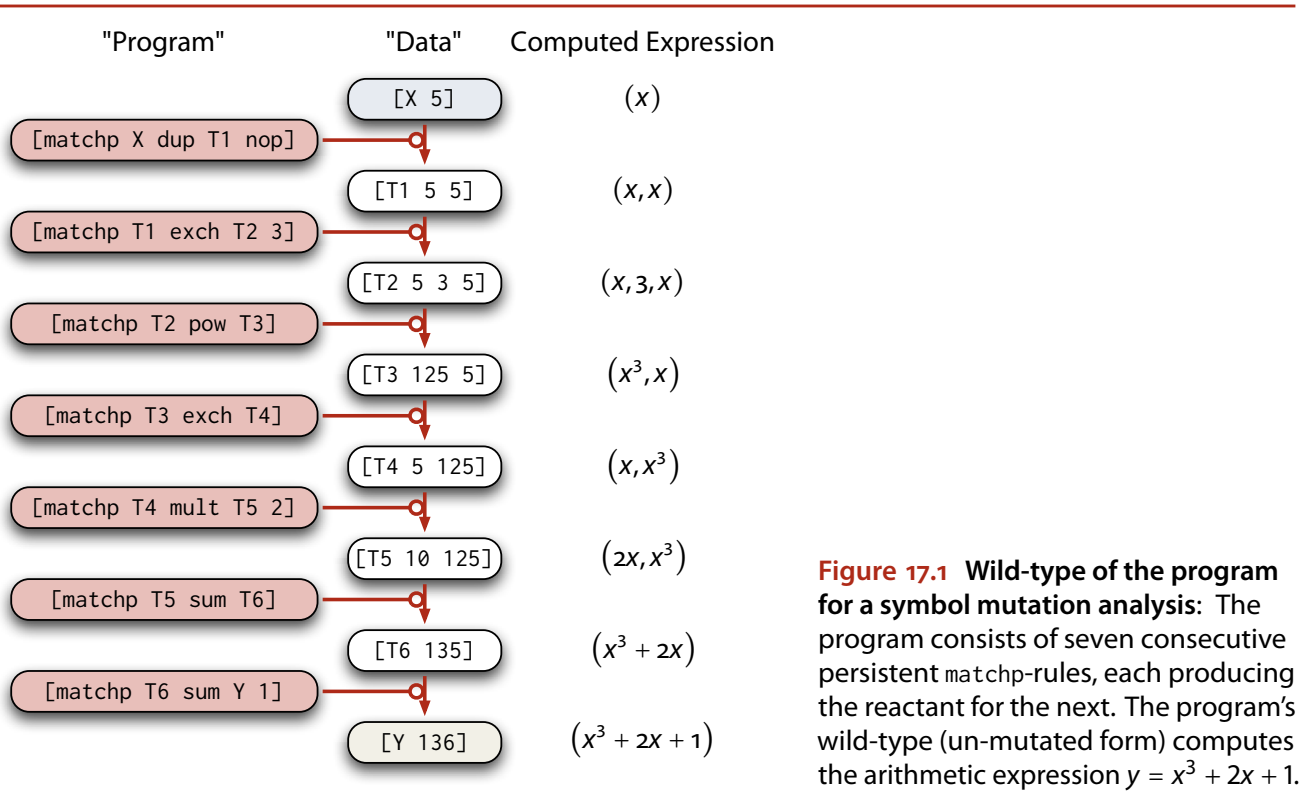 "Program" "Data" Computed Expression
[X 5] (x)
[matchp X dup T1 nop]
[T1 5 5] (x, x)
[matchp T1 exch T2 3]
[T2 5 3 5] (x, 3, x)
[matchp T2 pow T3]
[T3 125 5] (x³, x)
[matchp T3 exch T4]
[T4 5 125] (x, x³)
[matchp T4 mult T5 2]
[T5 10 125] (2x, x³)
[matchp T5 sum T6]
[T6 135] (x³ + 2x)
[matchp T6 sum Y 1]
[Y 136] (x³ + 2x + 1)
Figure 17.1 Wild-type of the program
for a symbol mutation analysis: The
program consists of seven consecutive
persistent matchp-rules, each producing
the reactant for the next. The program's
wild-type (un-mutated form) computes
the arithmetic expression y = x³ + 2x + 1.